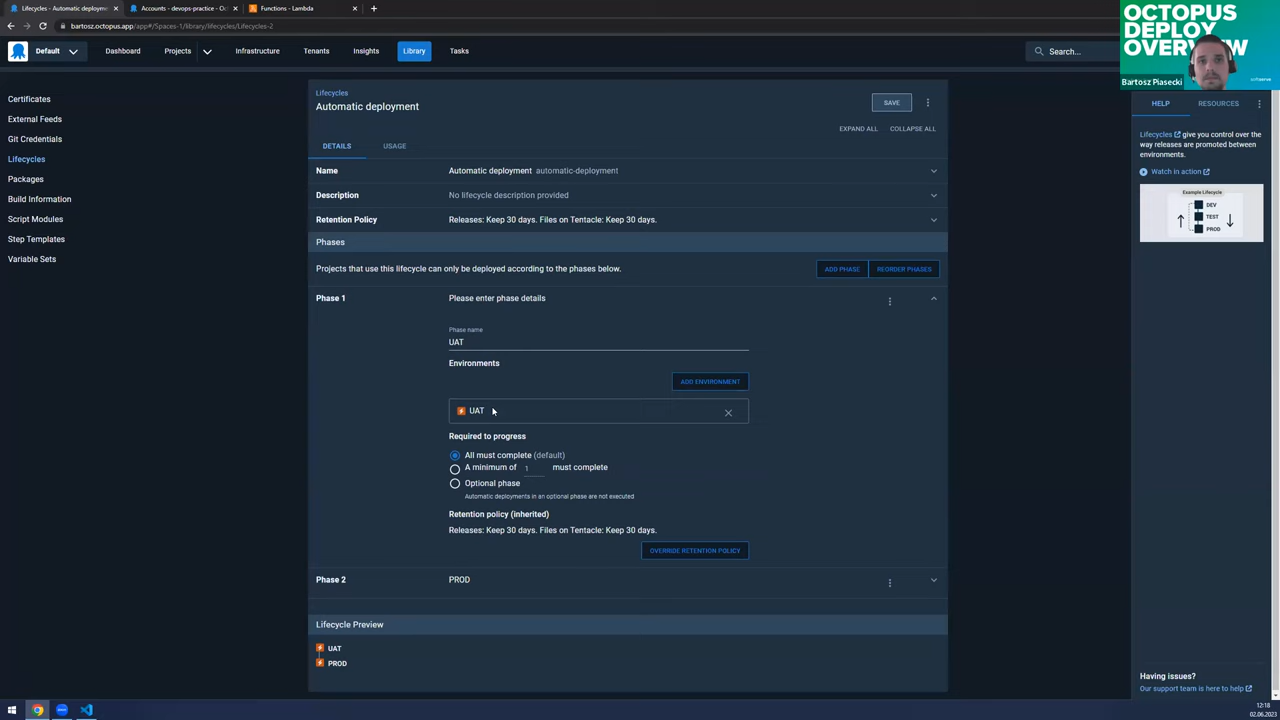 Lifecycles - Automatic deployme
Accounts - devops-practice - Oc
Functions - Lambda
bartosz.octopus.app/app#/Spaces-1/library/lifecycles/Lifecycles-2
Default
Dashboard
Projects
Infrastructure
Tenants
Insights
Library
Tasks
Search...
OCTOPUS
DEPLOY
OVERVIEW
Bartosz Piasecki
softserve
Certificates
External Feeds
Git Credentials
Lifecycles
Packages
Build Information
Script Modules
Step Templates
Variable Sets
Lifecycles
Automatic deployment
SAVE
EXPAND ALL
COLLAPSE ALL
DETAILS
USAGE
Name
Automatic deployment automatic-deployment
Description
No lifecycle description provided
Retention Policy
Releases: Keep 30 days. Files on Tentacle: Keep 30 days.
Phases
Projects that use this lifecycle can only be deployed according to the phases below.
ADD PHASE
REORDER PHASES
Phase 1
Please enter phase details
Phase name
UAT
Environments
ADD ENVIRONMENT
UAT
Required to progress
All must complete (default)
A minimum of 1 must complete
Optional phase
Automatic deployments in an optional phase are not executed
Retention policy (inherited)
Releases: Keep 30 days. Files on Tentacle: Keep 30 days.
OVERRIDE RETENTION POLICY
Phase 2
PROD
Lifecycle Preview
UAT
PROD
HELP
RESOURCES
Lifecycles give you control over the
way releases are promoted between
environments.
Watch in action
Example Lifecycle
DEV
TEST
PROD
Having issues?
Our support team is here to help
12:18
02.06.2023